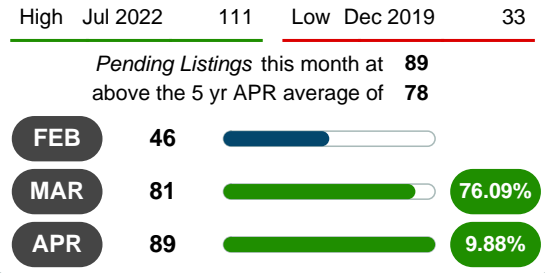 High Jul 2022 111 Low Dec 2019 33
Pending Listings this month at 89
above the 5 yr APR average of 78
FEB 46
MAR 81 76.09%
APR 89 9.88%